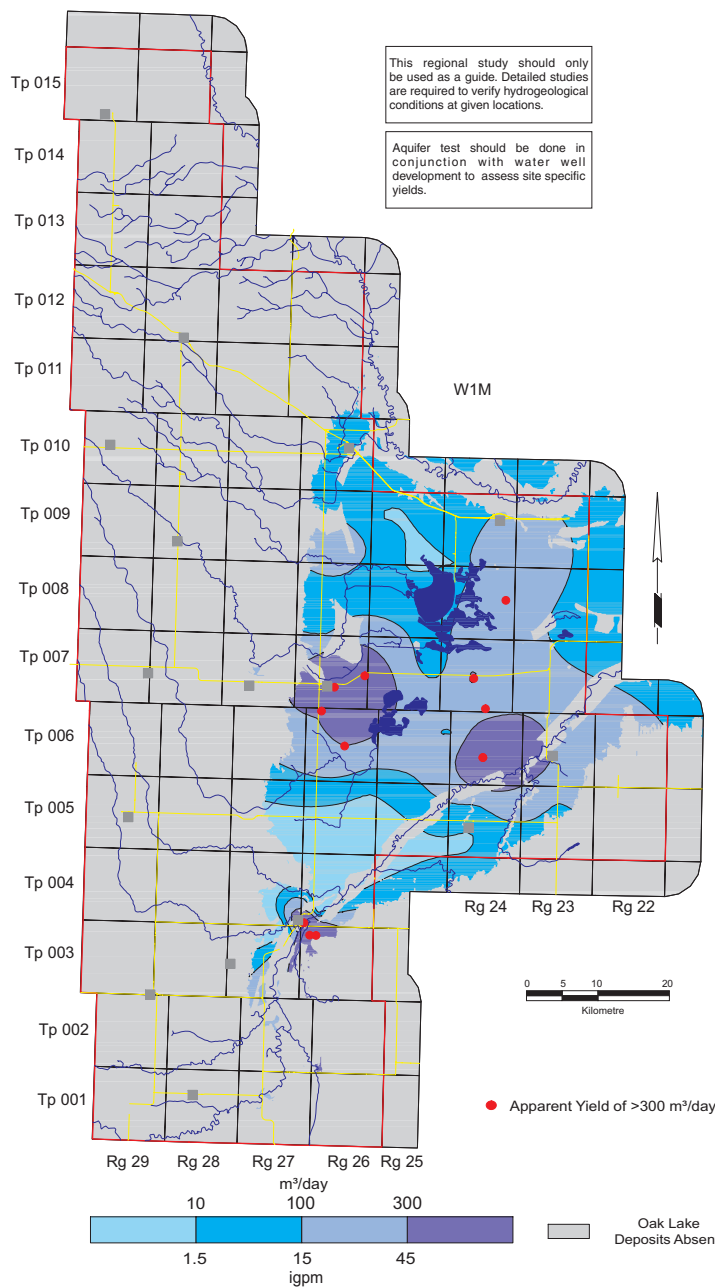 This regional study should only
be used as a guide. Detailed studies
are required to verify hydrogeological
conditions at given locations.
Aquifer test should be done in
conjunction with water well
development to assess site specific
yields.
Tp 015
Tp 014
Tp 013
Tp 012
Tp 011
W1M
Tp 010
Tp 009
Tp 008
Tp 007
Tp 006
Tp 005
Tp 004
Rg 24 Rg 23 Rg 22
Tp 003
0 5 10 20
Kilometre
Tp 002
Tp 001
Apparent Yield of >300 m³/day
Rg 29 Rg 28 Rg 27 Rg 26 Rg 25
m³/day
10 100 300
1.5 15 45
igpm
Oak Lake
Deposits Absen